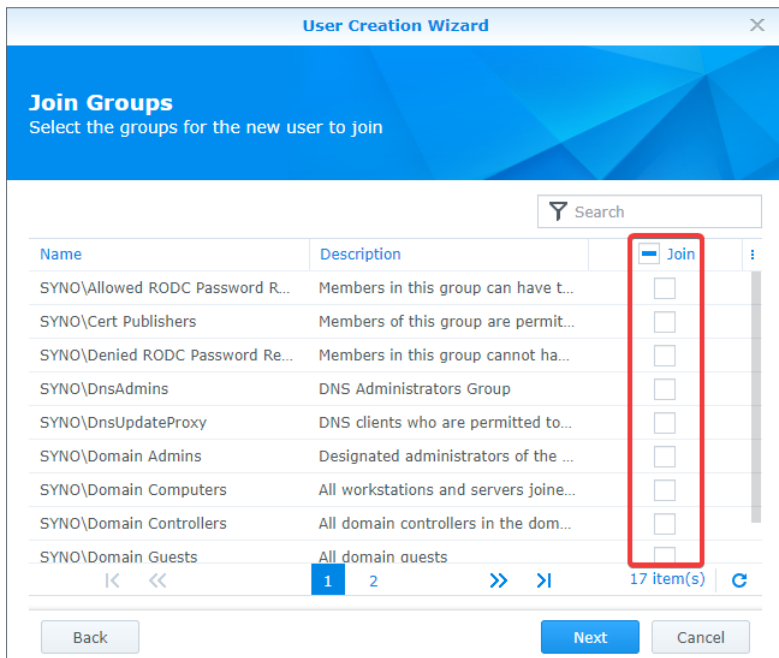 User Creation Wizard
Join Groups
Select the groups for the new user to join
Search
Name Description Join
SYNO\Allowed RODC Password R... Members in this group can have t...
SYNO\Cert Publishers Members of this group are permit...
SYNO\Denied RODC Password Re... Members in this group cannot ha...
SYNO\DnsAdmins DNS Administrators Group
SYNO\DnsUpdateProxy DNS clients who are permitted to...
SYNO\Domain Admins Designated administrators of the ...
SYNO\Domain Computers All workstations and servers joine...
SYNO\Domain Controllers All domain controllers in the dom...
SYNO\Domain Guests All domain guests
1 2 17 item(s)
Back Next Cancel